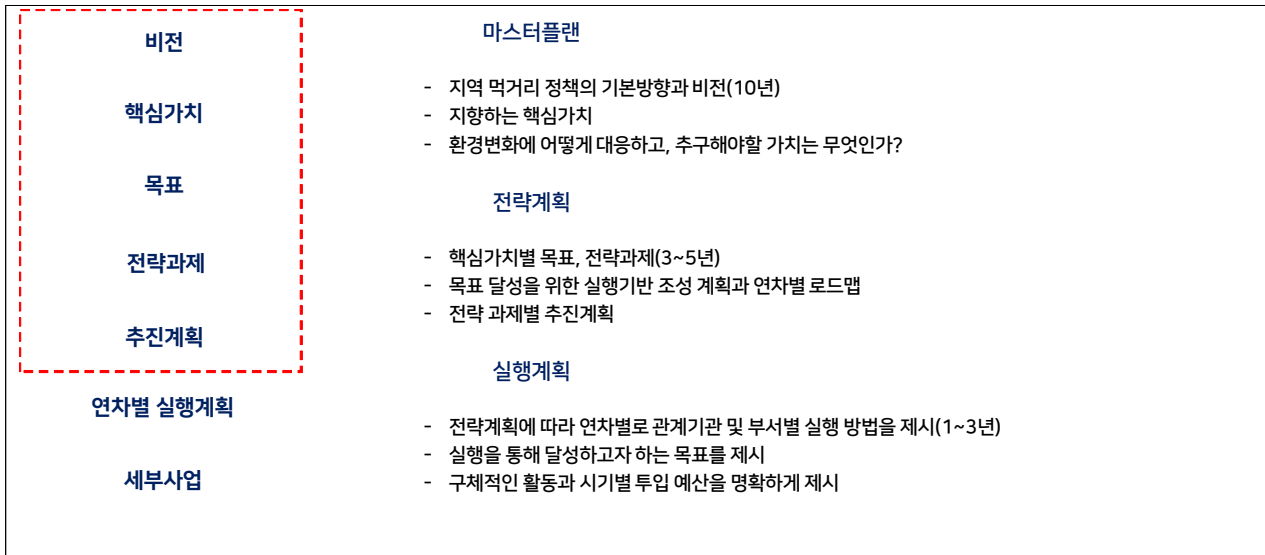 비전
핵심가치
목표
전략과제
추진계획
연차별 실행계획
세부사업
마스터플랜
- 지역 먹거리 정책의 기본방향과 비전(10년)
- 지향하는 핵심가치
- 환경변화에 어떻게 대응하고, 추구해야할 가치는 무엇인가?
전략계획
- 핵심가치별 목표, 전략과제(3~5년)
- 목표 달성을 위한 실행기반 조성 계획과 연차별 로드맵
- 전략 과제별 추진계획
실행계획
- 전략계획에 따라 연차별로 관계기관 및 부서별 실행 방법을 제시(1~3년)
- 실행을 통해 달성하고자 하는 목표를 제시
- 구체적인 활동과 시기별 투입 예산을 명확하게 제시